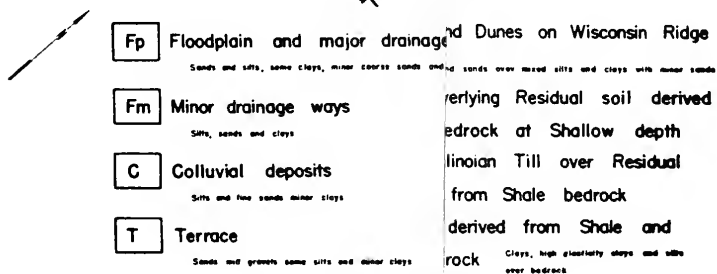 Fp Floodplain and major drainage
Sands and silts, some clays, minor coarse sands and
Fm Minor drainage ways
Silts, sands and clays
C Colluvial deposits
Silts and fine sands minor clays
T Terrace
Sands and gravels some silts and minor clays
nd Dunes on Wisconsin Ridge
nd sands over mixed silts and clays with minor sands
verlying Residual soil derived
edrock at Shallow depth
linoian Till over Residual
from Shale bedrock
derived from Shale and
rock Clays, high plasticity clays and silts
over bedrock